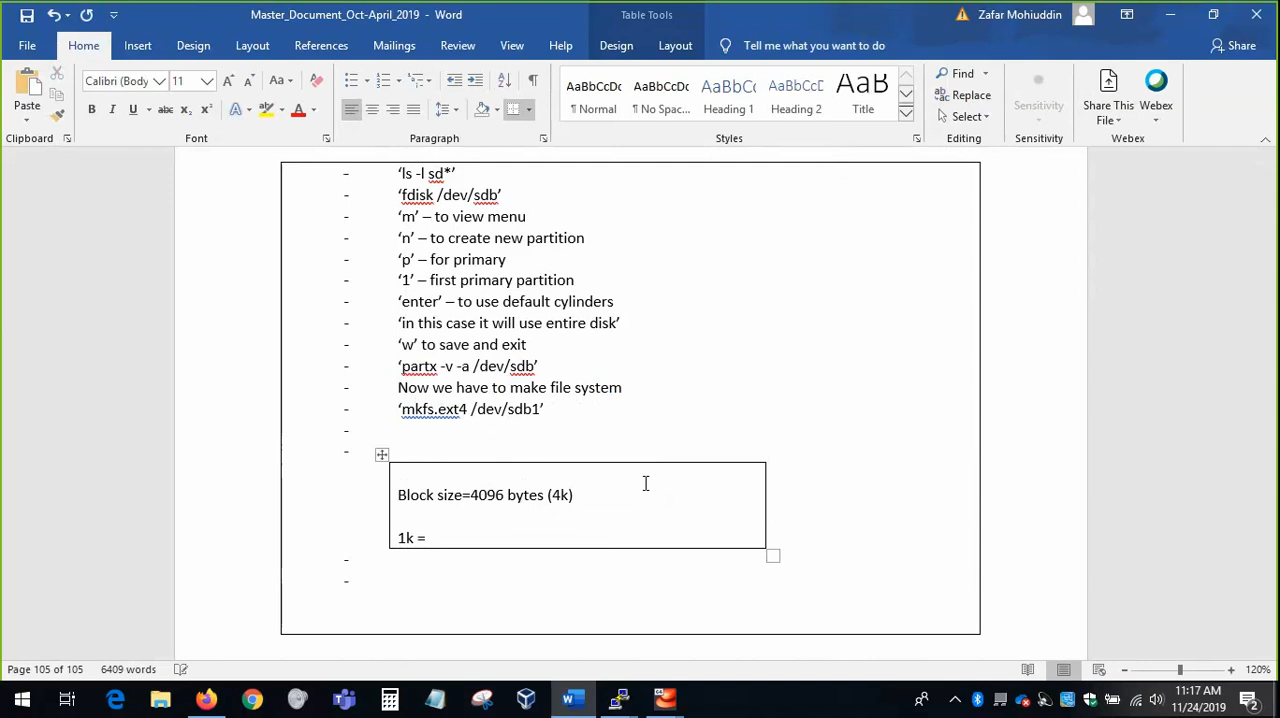 Master_Document_Oct-April_2019 - Word
Table Tools
Zafar Mohiuddin
File Home Insert Design Layout References Mailings Review View Help Design Layout Tell me what you want to do Share
Paste
Calibri (Body) 11
AaBbCcDc AaBbCcDc AaBbCc AaBbCcD AaB
¶ Normal ¶ No Spac... Heading 1 Heading 2 Title
Find
Replace
Select
Sensitivity
Share This File
Webex
Clipboard Font Paragraph Styles Editing Sensitivity Webex
- ‘ls -l sd*’
- ‘fdisk /dev/sdb’
- ‘m’ – to view menu
- ‘n’ – to create new partition
- ‘p’ – for primary
- ‘1’ – first primary partition
- ‘enter’ – to use default cylinders
- ‘in this case it will use entire disk’
- ‘w’ to save and exit
- ‘partx -v -a /dev/sdb’
- Now we have to make file system
- ‘mkfs.ext4 /dev/sdb1’
-
-
Block size=4096 bytes (4k)
1k =
-
-
Page 105 of 105 6409 words 120%
11:17 AM
11/24/2019
2